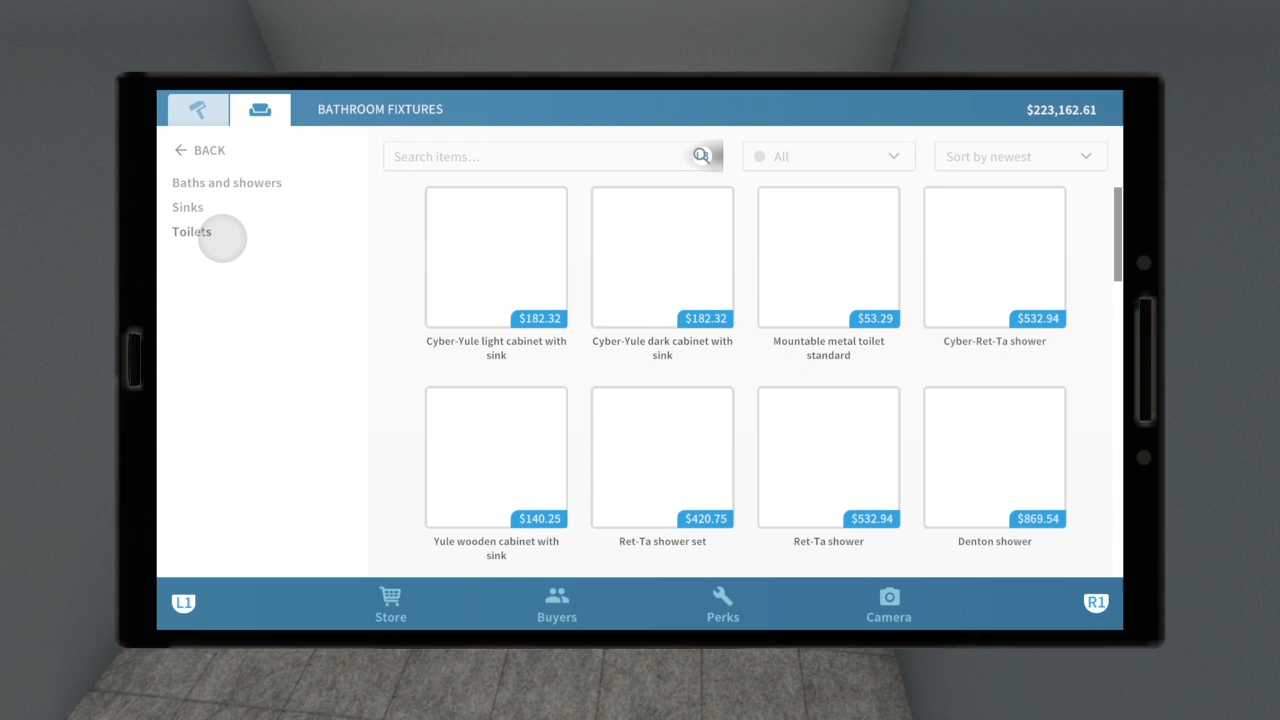 BATHROOM FIXTURES
$223,162.61
BACK
Baths and showers
Sinks
Toilets
Search items...
All
Sort by newest
$182.32
$182.32
$53.29
$532.94
Cyber-Yule light cabinet with
sink
Cyber-Yule dark cabinet with
sink
Mountable metal toilet
standard
Cyber-Ret-Ta shower
$140.25
$420.75
$532.94
$869.54
Yule wooden cabinet with
sink
Ret-Ta shower set
Ret-Ta shower
Denton shower
L1
Store
Buyers
Perks
Camera
R1